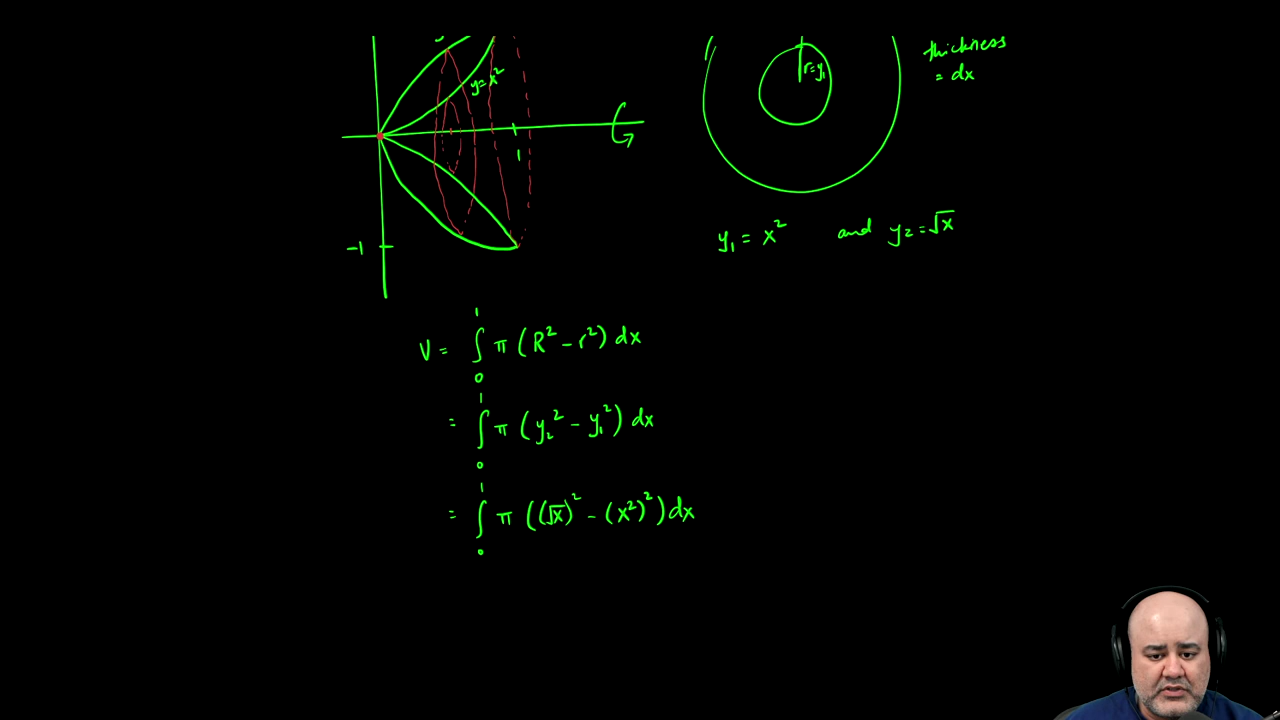 thickness
= dx
r=y₁
y=x²
1
-1
y₁ = x² and y₂=√x
V = ∫₀¹ π (R² - r²) dx
= ∫₀¹ π (y₂² - y₁²) dx
= ∫₀¹ π ((√x)² - (x²)²) dx